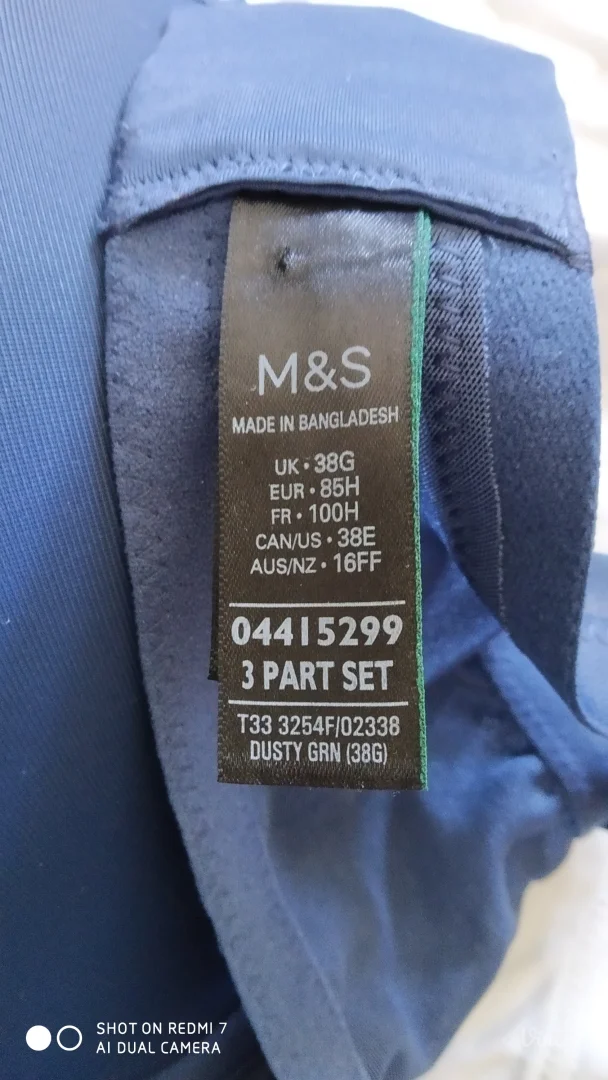 M&S
MADE IN BANGLADESH
UK • 38G
EUR • 85H
FR • 100H
CAN/US • 38E
AUS/NZ • 16FF
04415299
3 PART SET
T33 3254F/02338
DUSTY GRN (38G)
SHOT ON REDMI 7
AI DUAL CAMERA